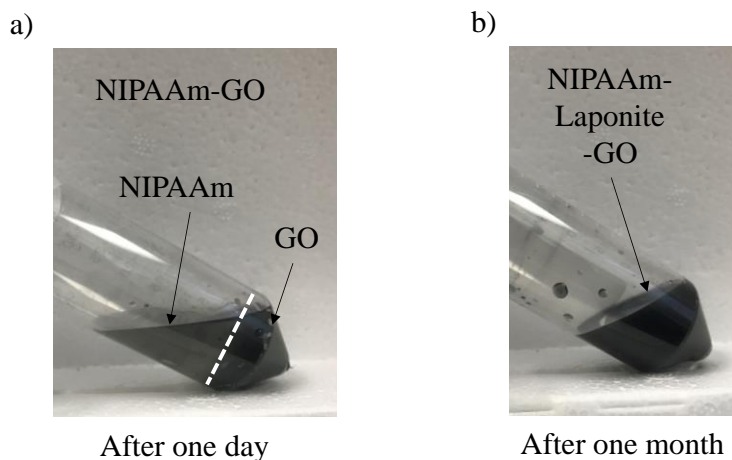 a)
NIPAAm-GO
NIPAAm
GO
After one day
b)
NIPAAm-
Laponite
-GO
After one month